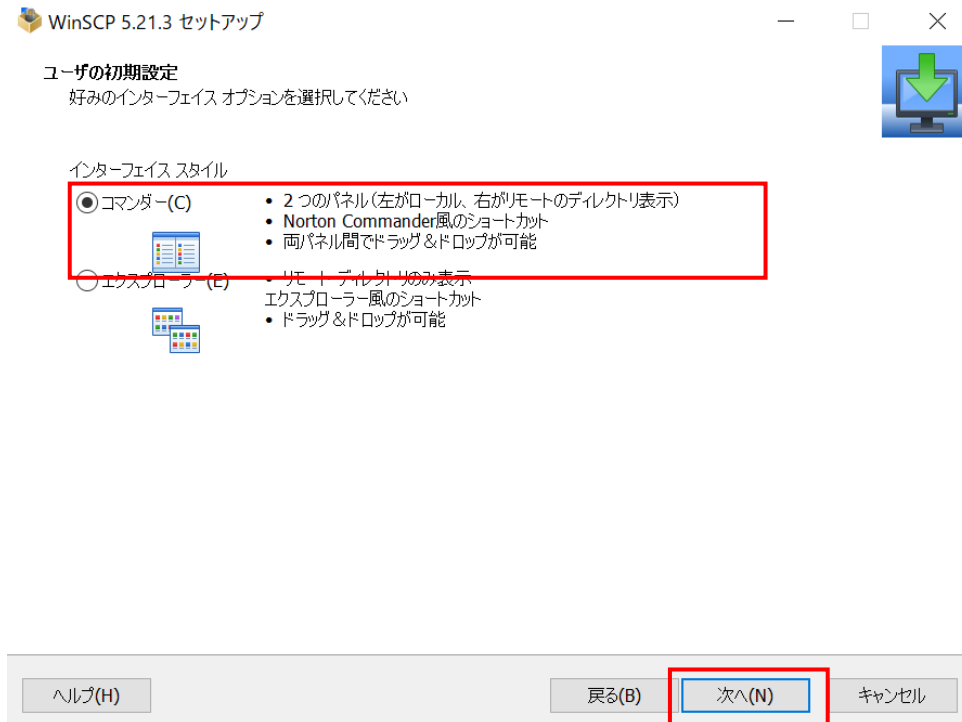 WinSCP 5.21.3 セットアップ
ユーザの初期設定
好みのインターフェイス オプションを選択してください
インターフェイス スタイル
コマンダー(C)
• 2 つのパネル(左がローカル、右がリモートのディレクトリ表示)
• Norton Commander風のショートカット
• 両パネル間でドラッグ&ドロップが可能
エクスプローラー(E)
• リモート ディレクトリのみ表示
エクスプローラー風のショートカット
• ドラッグ&ドロップが可能
ヘルプ(H)
戻る(B)
次へ(N)
キャンセル